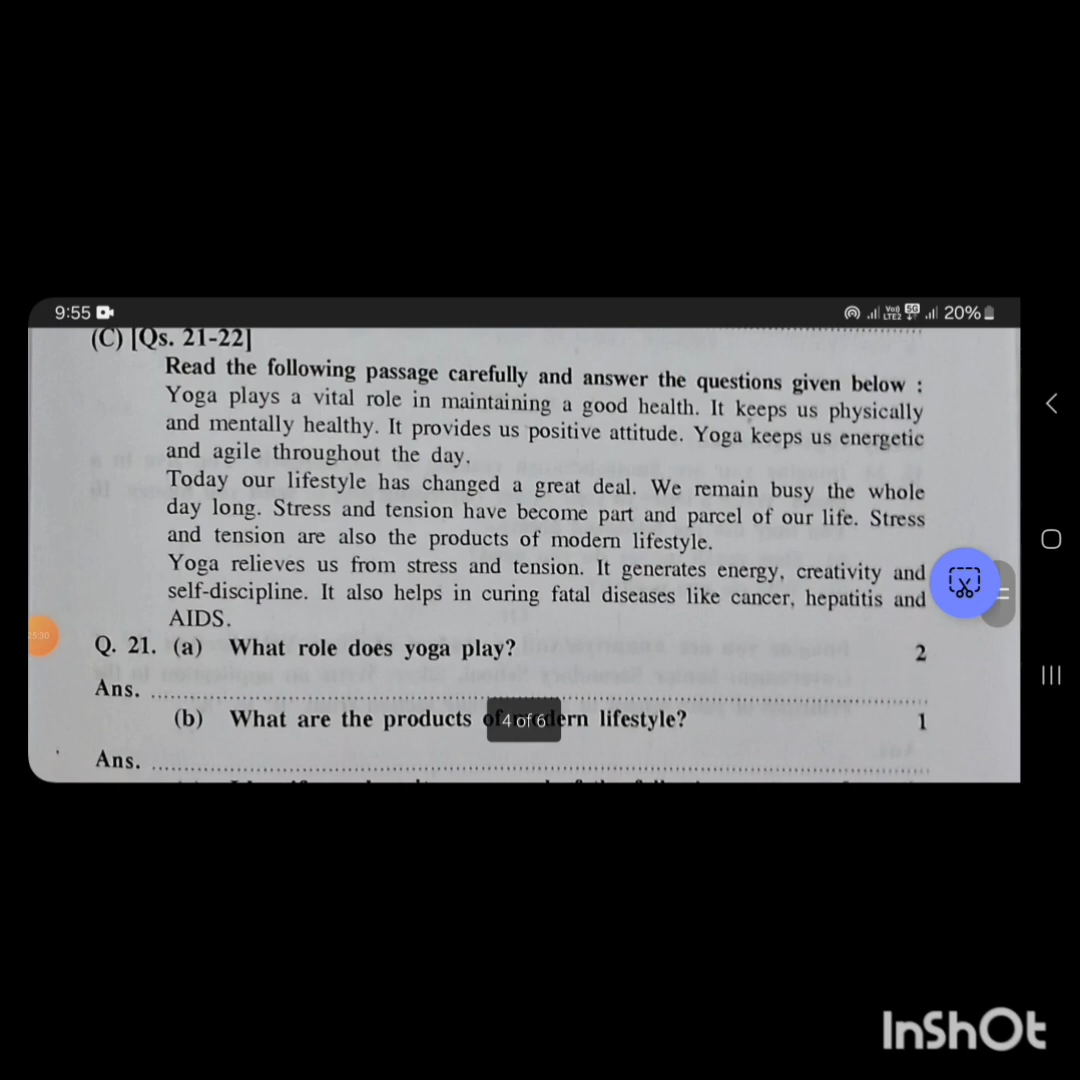 9:55
Vo) 5G
LTE2 20%
(C) [Qs. 21-22]
Read the following passage carefully and answer the questions given below :
Yoga plays a vital role in maintaining a good health. It keeps us physically
and mentally healthy. It provides us positive attitude. Yoga keeps us energetic
and agile throughout the day.
Today our lifestyle has changed a great deal. We remain busy the whole
day long. Stress and tension have become part and parcel of our life. Stress
and tension are also the products of modern lifestyle.
Yoga relieves us from stress and tension. It generates energy, creativity and
self-discipline. It also helps in curing fatal diseases like cancer, hepatitis and
AIDS.
Q. 21. (a) What role does yoga play? 2
Ans.
(b) What are the products of modern lifestyle? 1
4 of 6
Ans.
InShOt